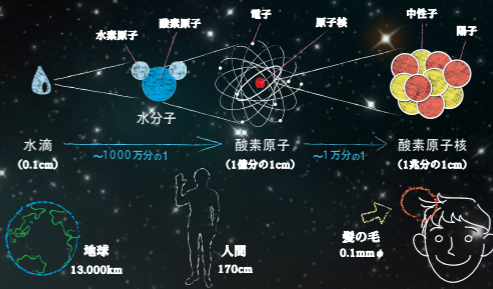 水素原子
酸素原子
電子
原子核
中性子
陽子
水分子
水滴
(0.1cm)
〜1000万分の1
酸素原子
(1億分の1cm)
〜1万分の1
酸素原子核
(1兆分の1cm)
地球
13.000km
人間
170cm
髪の毛
0.1mmφ